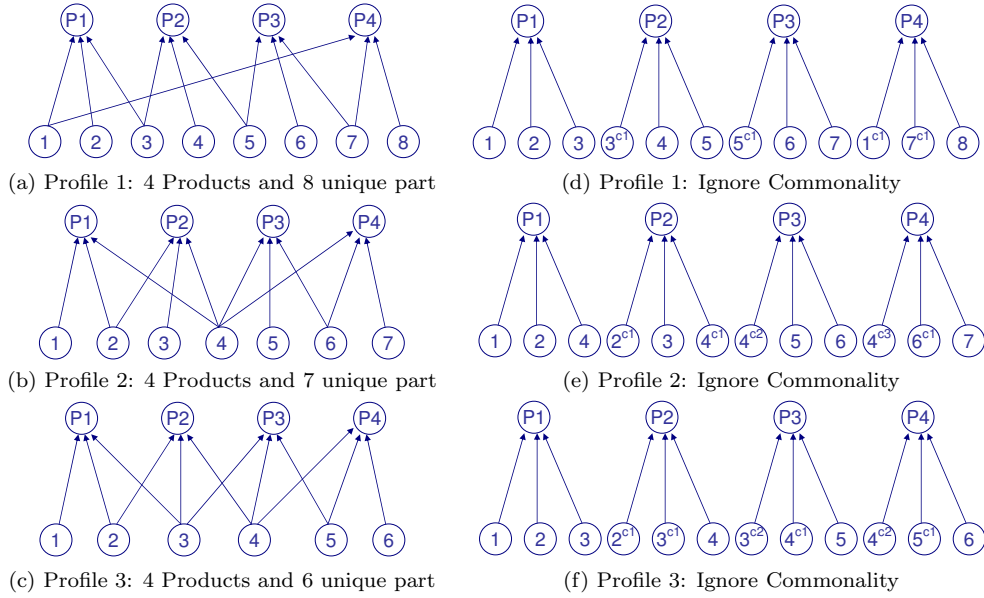 P1 P2 P3 P4
1 2 3 4 5 6 7 8
(a) Profile 1: 4 Products and 8 unique part
P1 P2 P3 P4
1 2 3 3c1 4 5 5c1 6 7 1c1 7c1 8
(d) Profile 1: Ignore Commonality
P1 P2 P3 P4
1 2 3 4 5 6 7
(b) Profile 2: 4 Products and 7 unique part
P1 P2 P3 P4
1 2 4 2c1 3 4c1 4c2 5 6 4c3 6c1 7
(e) Profile 2: Ignore Commonality
P1 P2 P3 P4
1 2 3 4 5 6
(c) Profile 3: 4 Products and 6 unique part
P1 P2 P3 P4
1 2 3 2c1 3c1 4 3c2 4c1 5 4c2 5c1 6
(f) Profile 3: Ignore Commonality